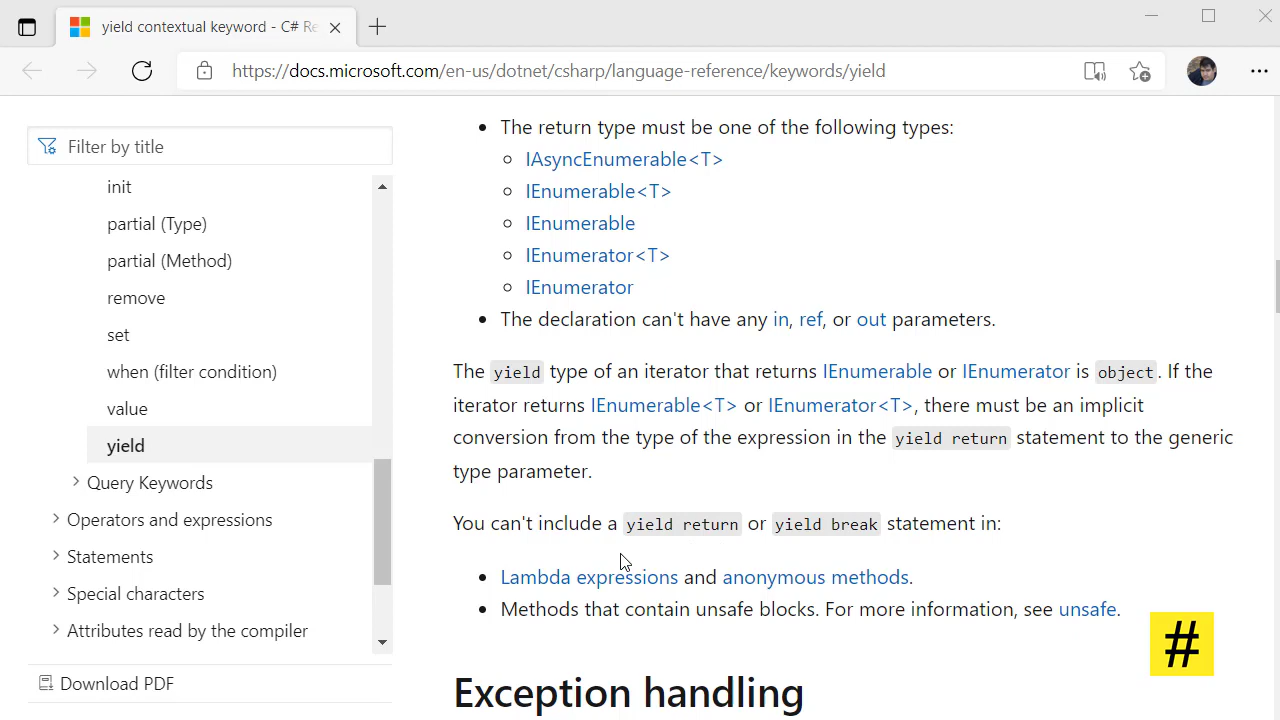 yield contextual keyword - C# Re
https://docs.microsoft.com/en-us/dotnet/csharp/language-reference/keywords/yield
Filter by title
init
partial (Type)
partial (Method)
remove
set
when (filter condition)
value
yield
Query Keywords
Operators and expressions
Statements
Special characters
Attributes read by the compiler
Download PDF
• The return type must be one of the following types:
IAsyncEnumerable<T>
IEnumerable<T>
IEnumerable
IEnumerator<T>
IEnumerator
• The declaration can't have any in, ref, or out parameters.
The yield type of an iterator that returns IEnumerable or IEnumerator is object. If the
iterator returns IEnumerable<T> or IEnumerator<T>, there must be an implicit
conversion from the type of the expression in the yield return statement to the generic
type parameter.
You can't include a yield return or yield break statement in:
• Lambda expressions and anonymous methods.
• Methods that contain unsafe blocks. For more information, see unsafe.
#
Exception handling